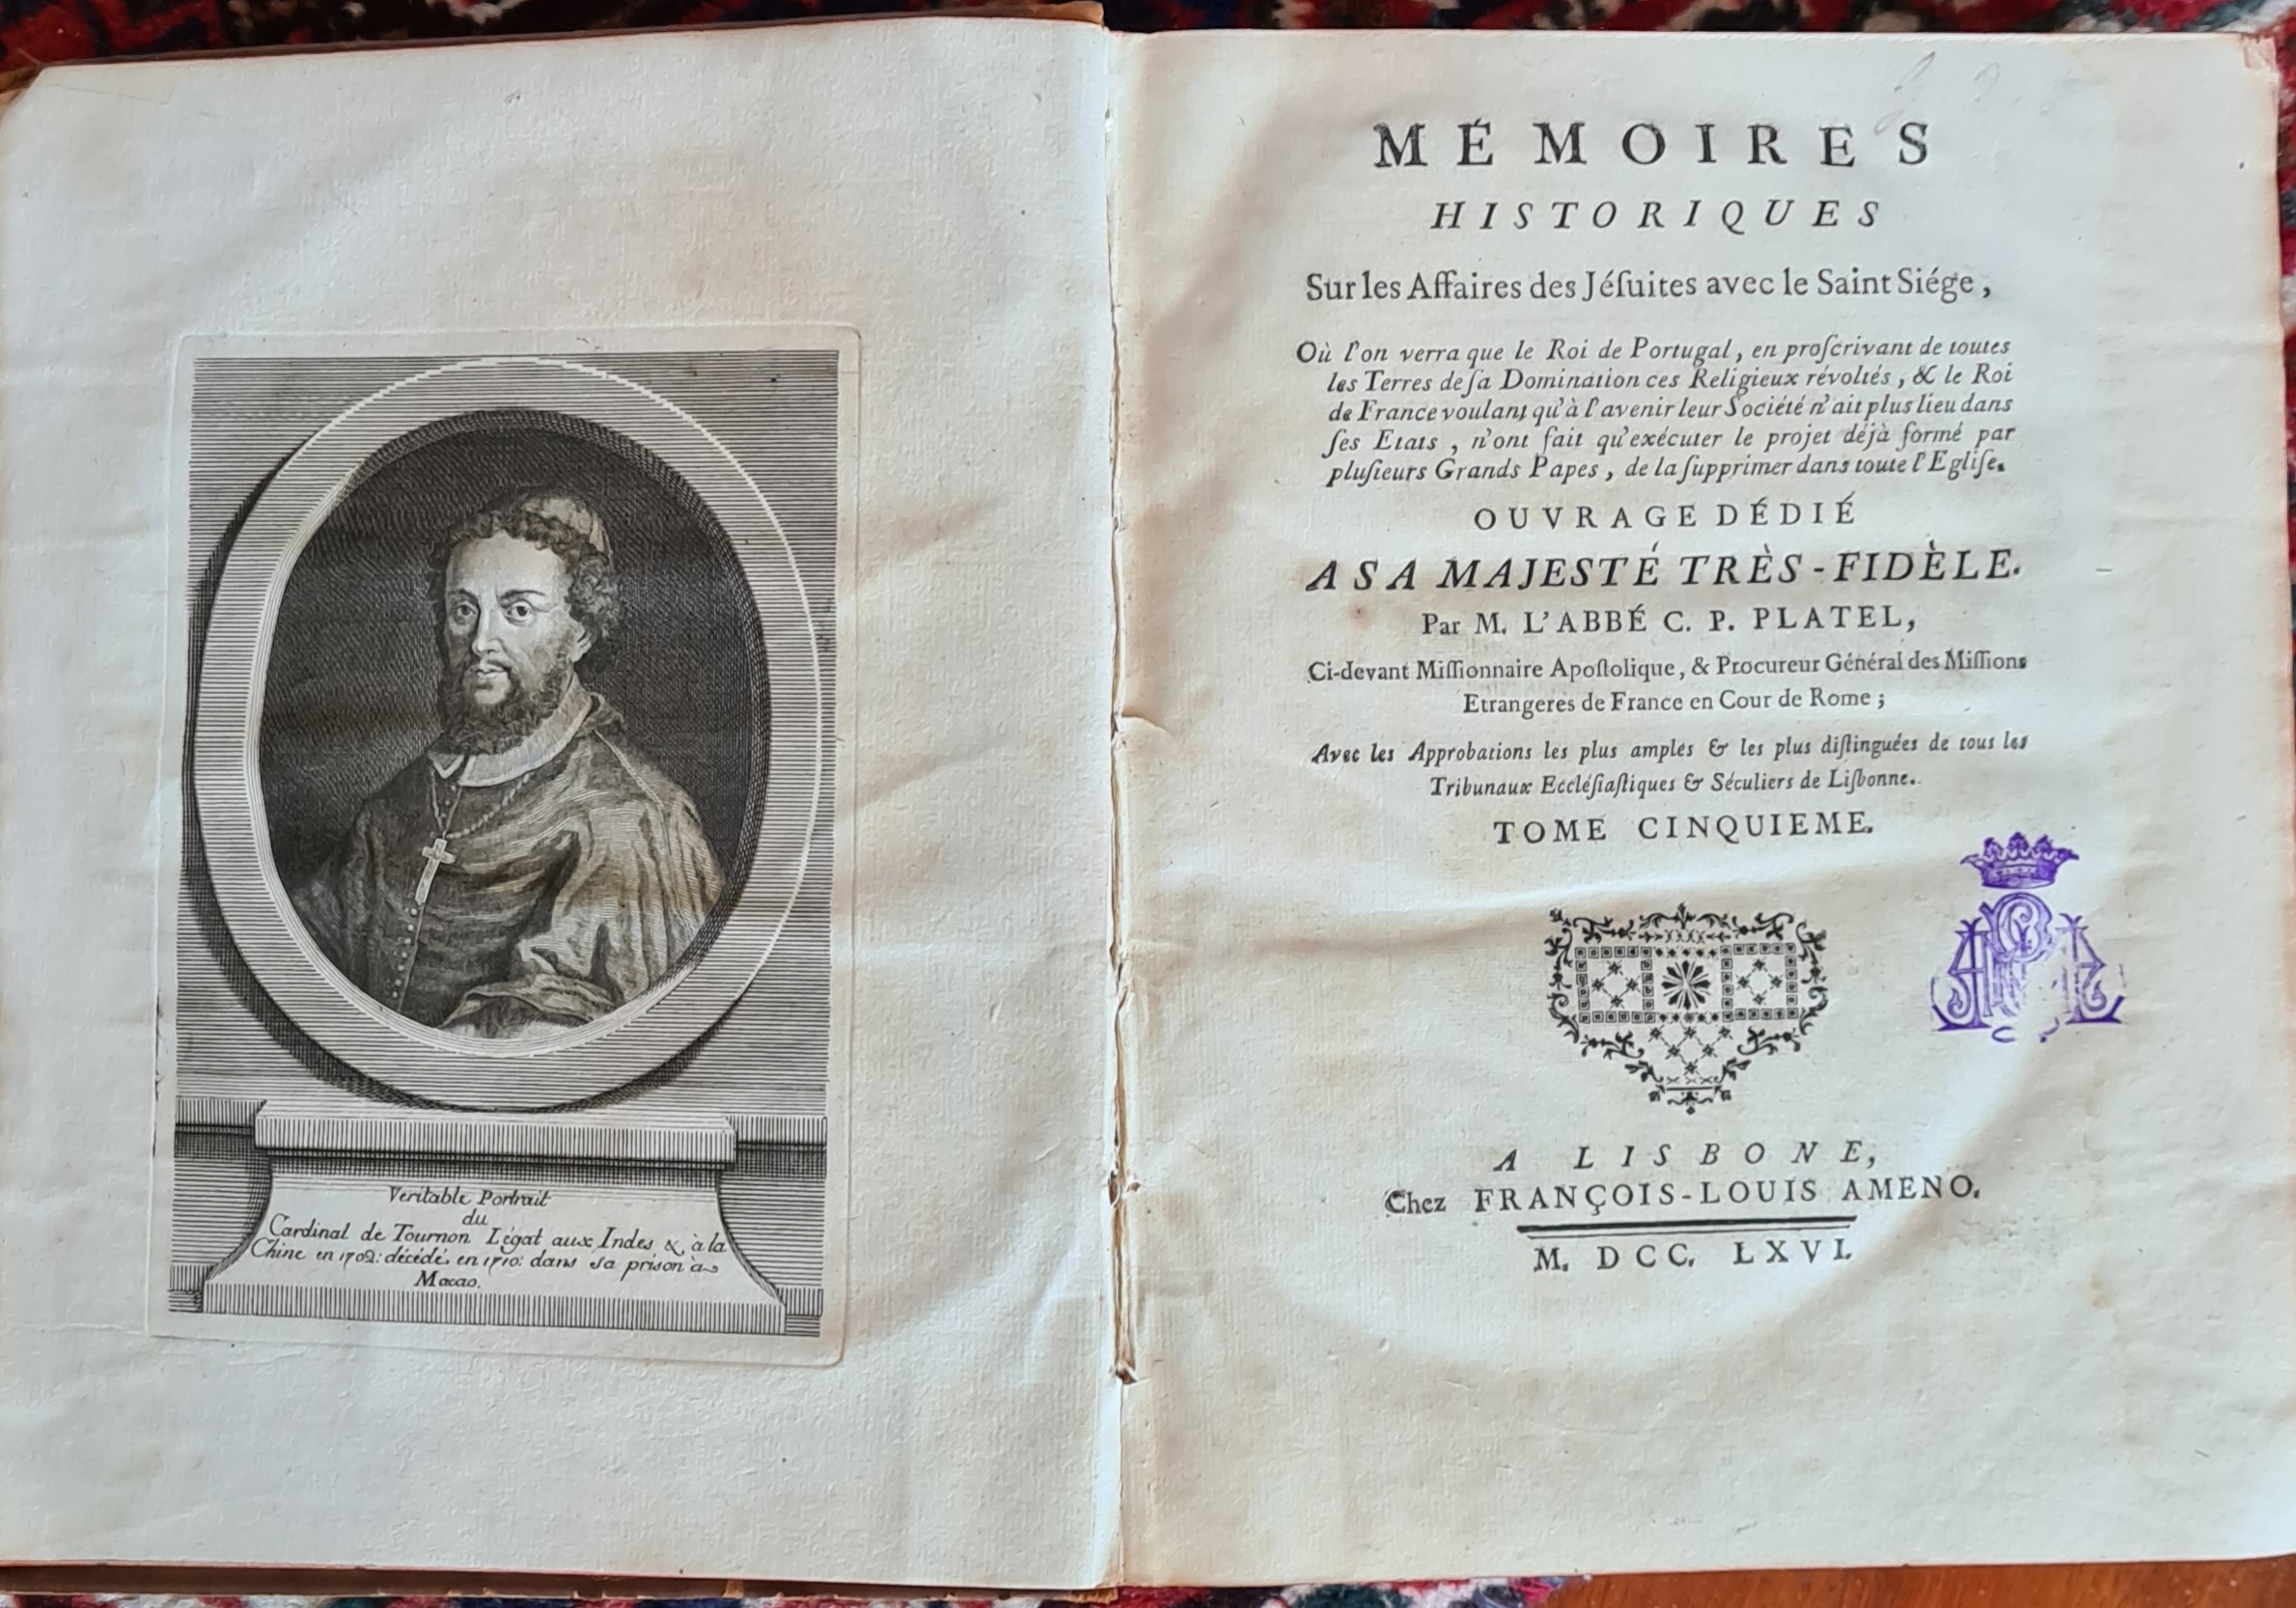 Veritable Portrait
du
Cardinal de Tournon Légat aux Indes & à la
Chine en 1702: décédé en 1710: dans sa prison à
Macao.
MÉMOIRES
HISTORIQUES
Sur les Affaires des Jéſuites avec le Saint Siége,
Où l'on verra que le Roi de Portugal, en proſcrivant de toutes
les Terres de ſa Domination ces Religieux révoltés, & le Roi
de France voulant qu'à l'avenir leur Société n'ait plus lieu dans
ſes Etats, n'ont fait qu'exécuter le projet déjà formé par
pluſieurs Grands Papes, de la ſupprimer dans toute l'Egliſe.
OUVRAGE DÉDIÉ
A SA MAJESTÉ TRÈS-FIDÈLE.
Par M. L'ABBÉ C. P. PLATEL,
Ci-devant Miſſionnaire Apoſtolique, & Procureur Général des Miſſions
Etrangeres de France en Cour de Rome;
Avec les Approbations les plus amples & les plus diſtinguées de tous les
Tribunaux Eccléſiaſtiques & Séculiers de Liſbonne.
TOME CINQUIEME.
A LISBONE,
Chez FRANÇOIS-LOUIS AMENO.
M. DCC. LXVI.